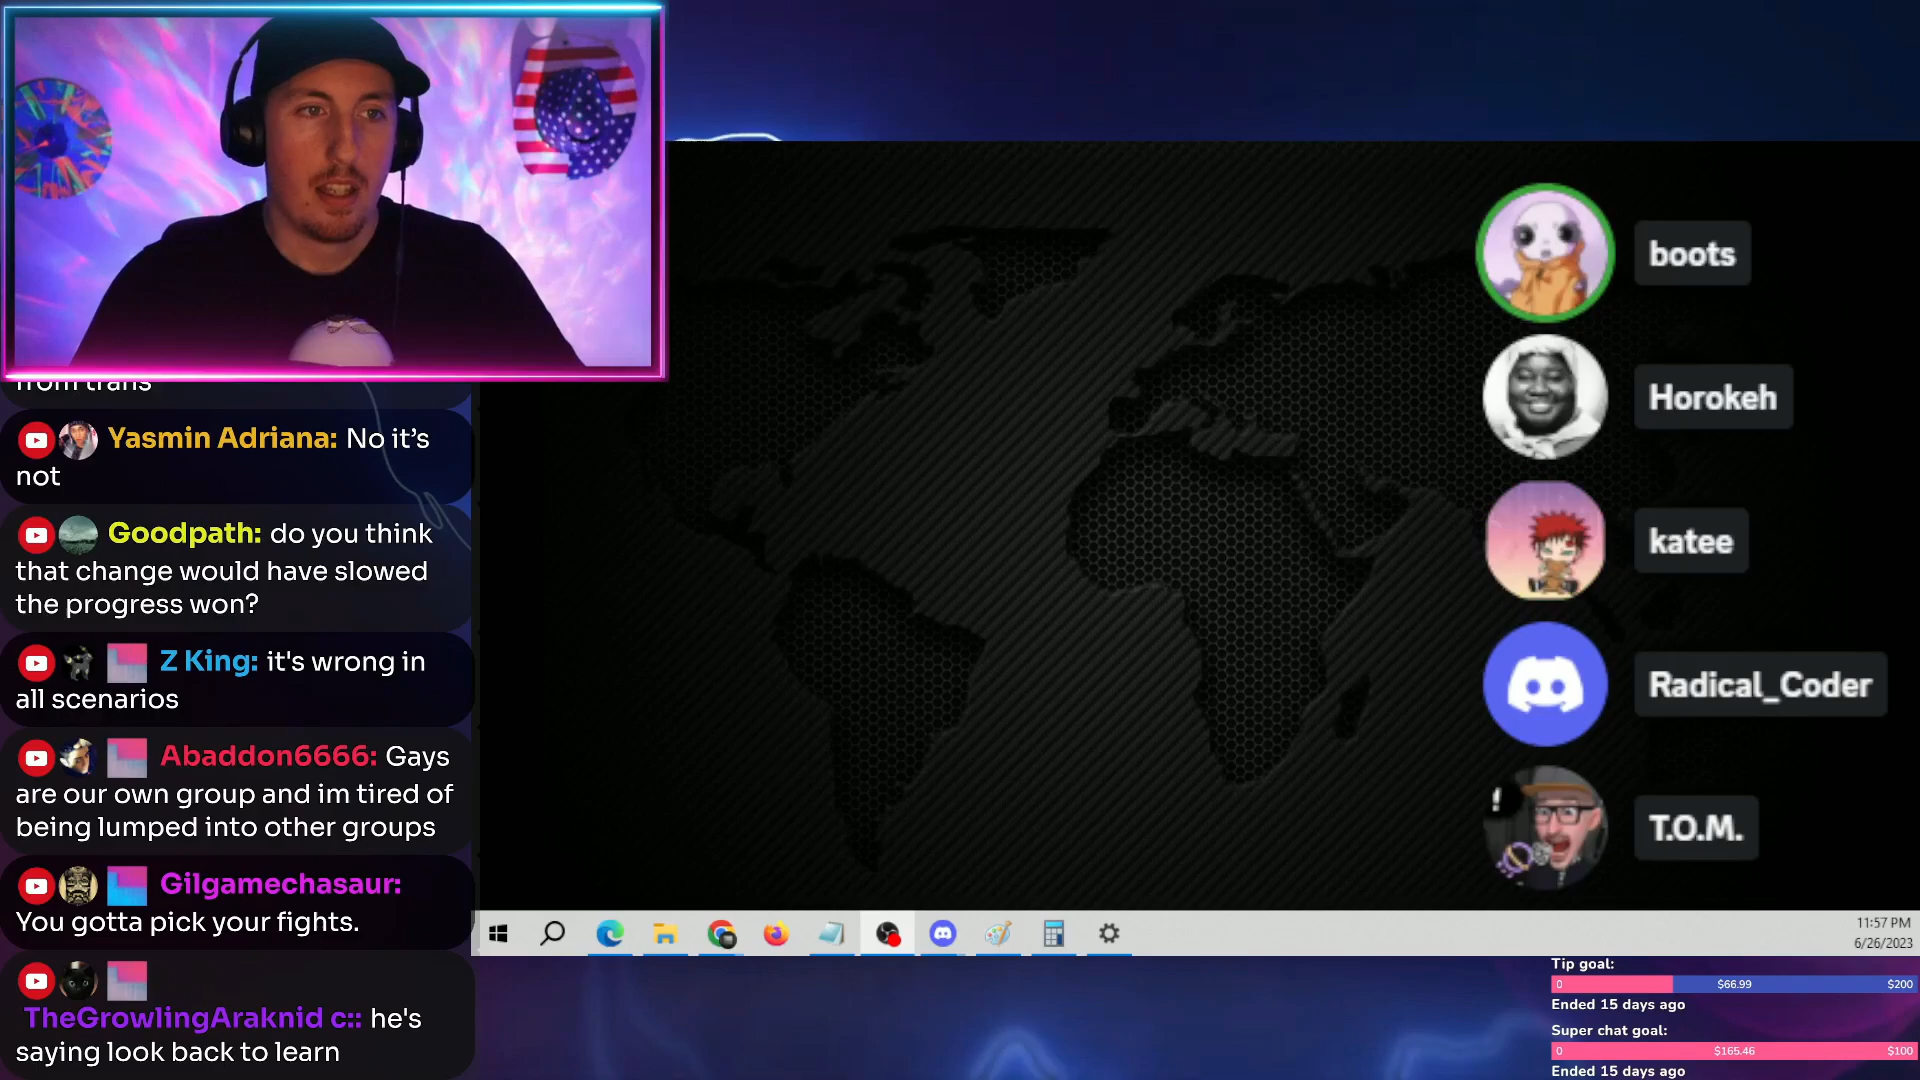 from trans
Yasmin Adriana: No it’s
not
Goodpath: do you think
that change would have slowed
the progress won?
Z King: it's wrong in
all scenarios
Abaddon6666: Gays
are our own group and im tired of
being lumped into other groups
Gilgamechasaur:
You gotta pick your fights.
TheGrowlingAraknid c:: he's
saying look back to learn
boots
Horokeh
katee
Radical_Coder
!
T.O.M.
11:57 PM
6/26/2023
Tip goal:
0 $66.99 $200
Ended 15 days ago
Super chat goal:
0 $165.46 $100
Ended 15 days ago